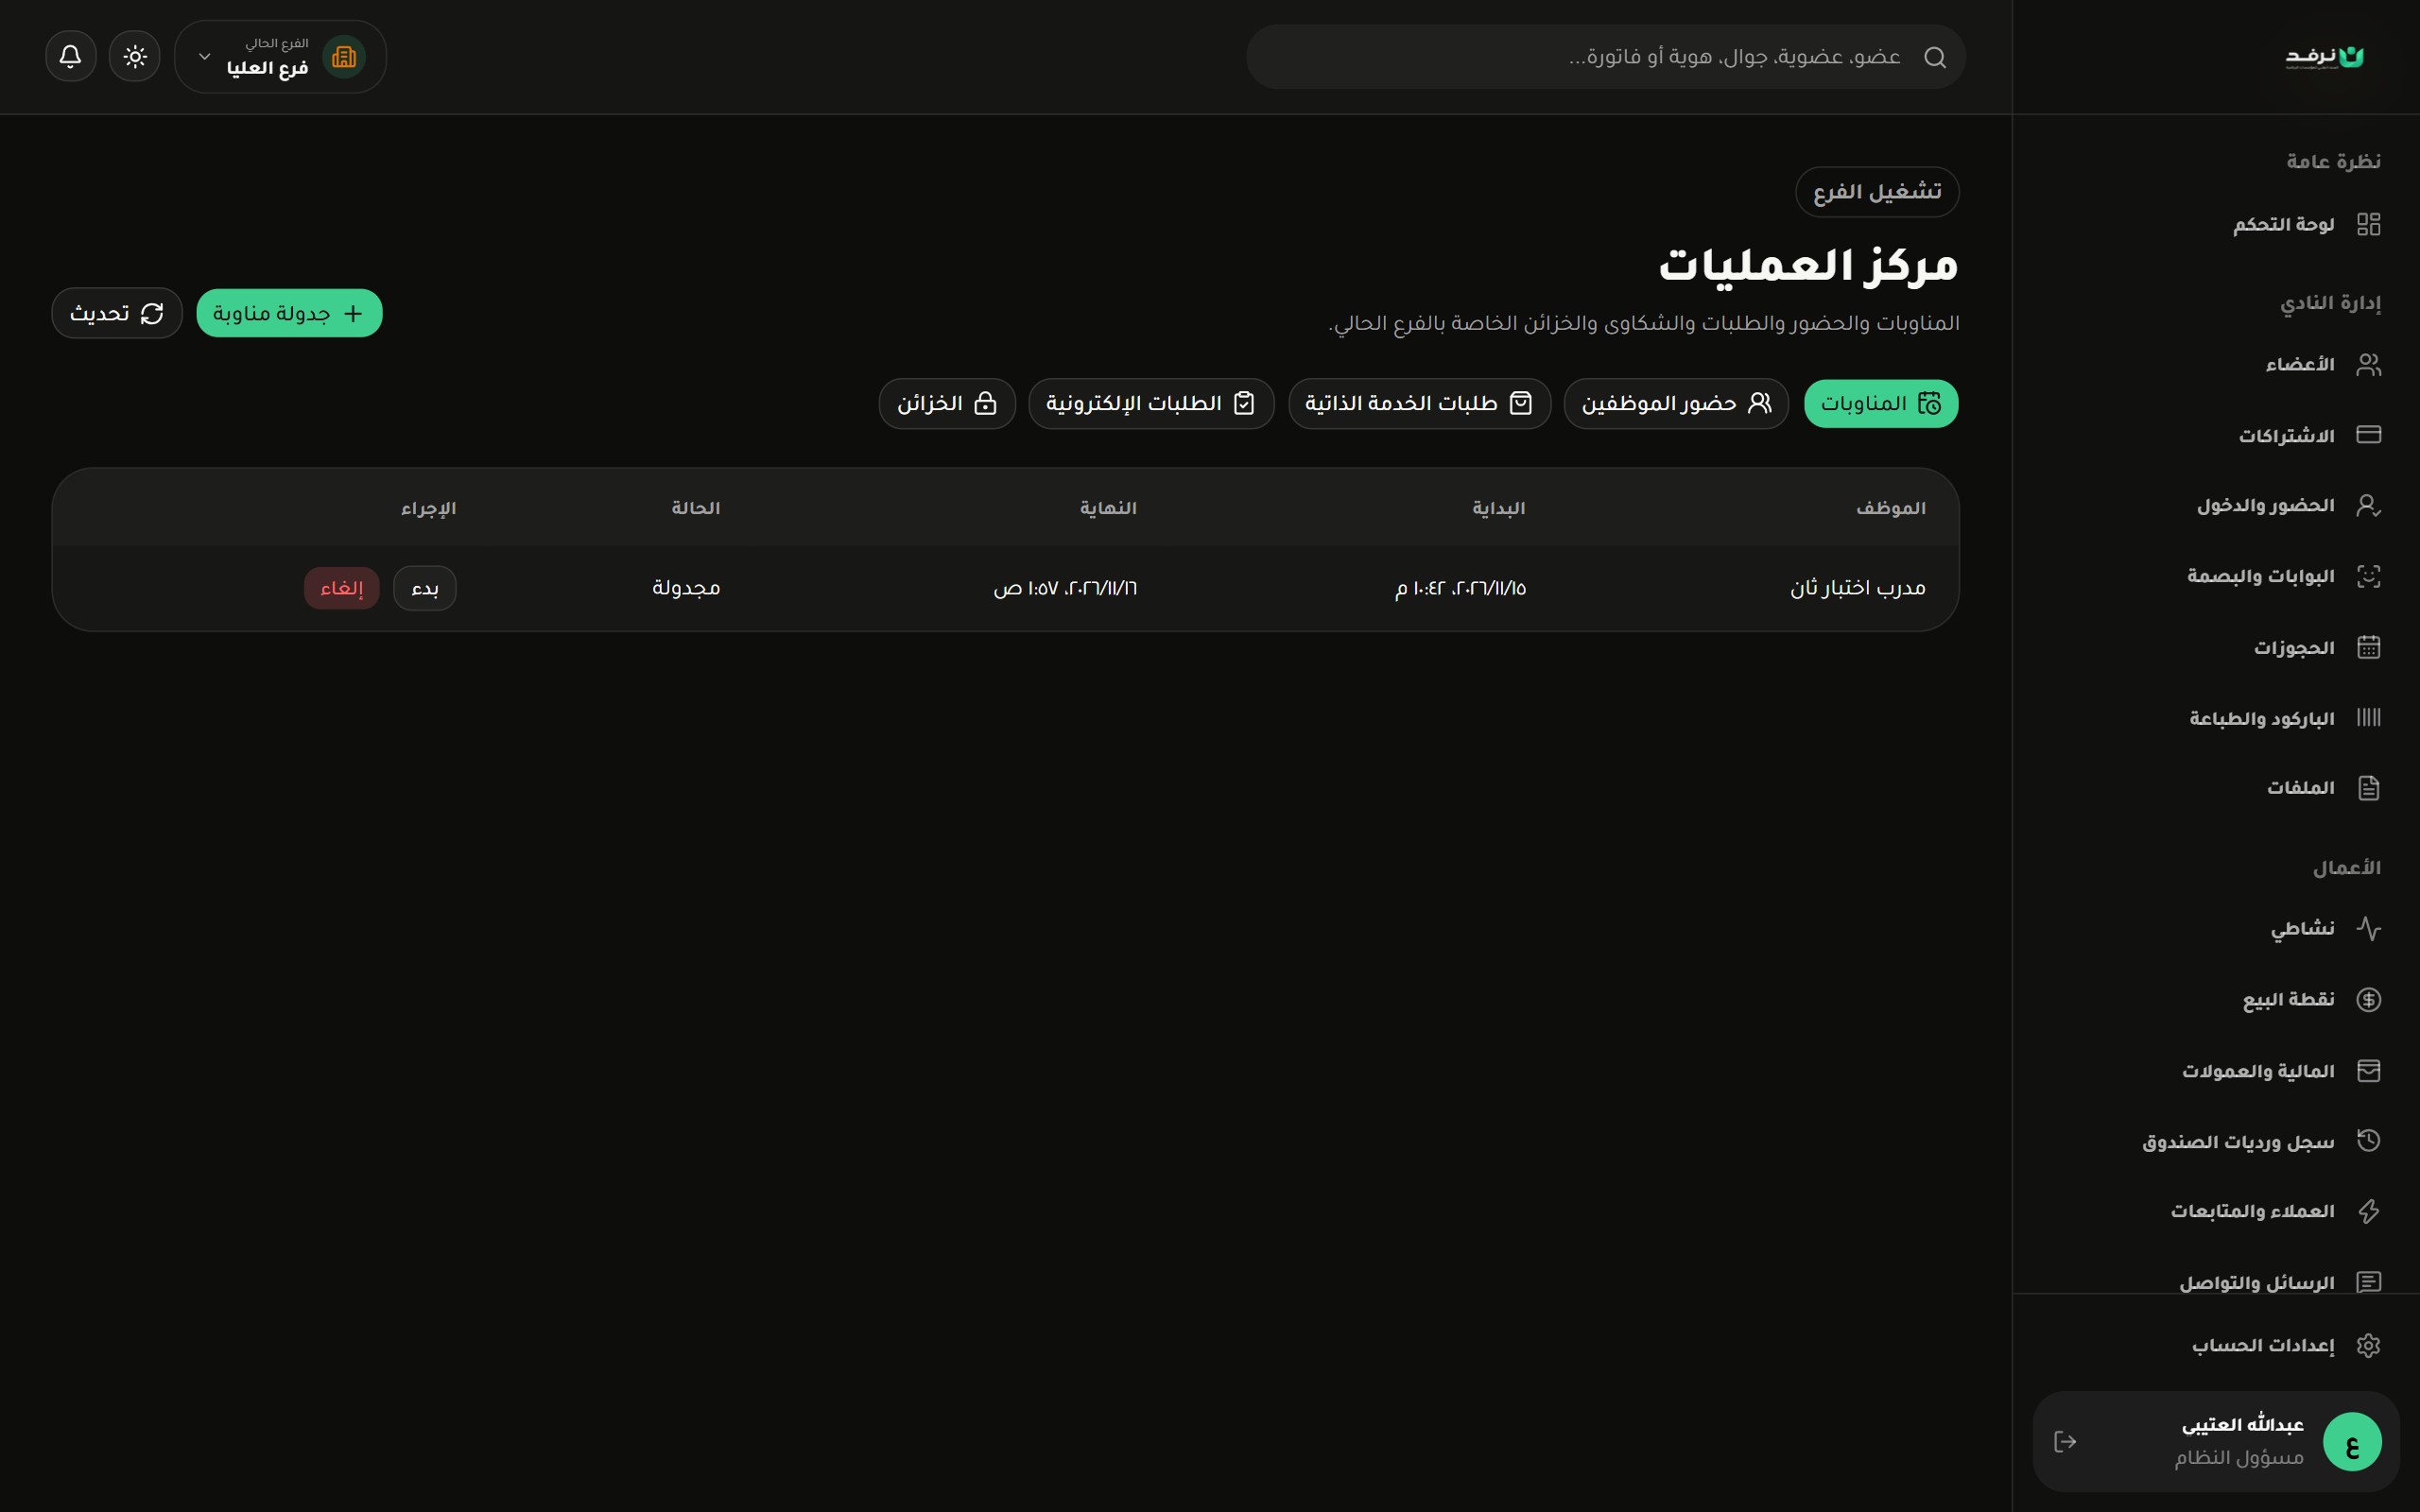 نرفد
عضو، عضوية، جوال، هوية أو فاتورة...
الفرع الحالي
فرع العليا
نظرة عامة
لوحة التحكم
إدارة النادي
الأعضاء
الاشتراكات
الحضور والدخول
البوابات والبصمة
الحجوزات
الباركود والطباعة
الملفات
الأعمال
نشاطي
نقطة البيع
المالية والعمولات
سجل ورديات الصندوق
العملاء والمتابعات
الرسائل والتواصل
إعدادات الحساب
ع
عبدالله العتيبي
مسؤول النظام
تشغيل الفرع
مركز العمليات
المناوبات والحضور والطلبات والشكاوى والخزائن الخاصة بالفرع الحالي.
جدولة مناوبة
تحديث
المناوبات
حضور الموظفين
طلبات الخدمة الذاتية
الطلبات الإلكترونية
الخزائن
الموظف البداية النهاية الحالة الإجراء
مدرب اختبار ثان ٢٠٢٦/١١/١٥، ١٠:٤٢ م ٢٠٢٦/١١/١٦، ١:٥٧ ص مجدولة بدء إلغاء